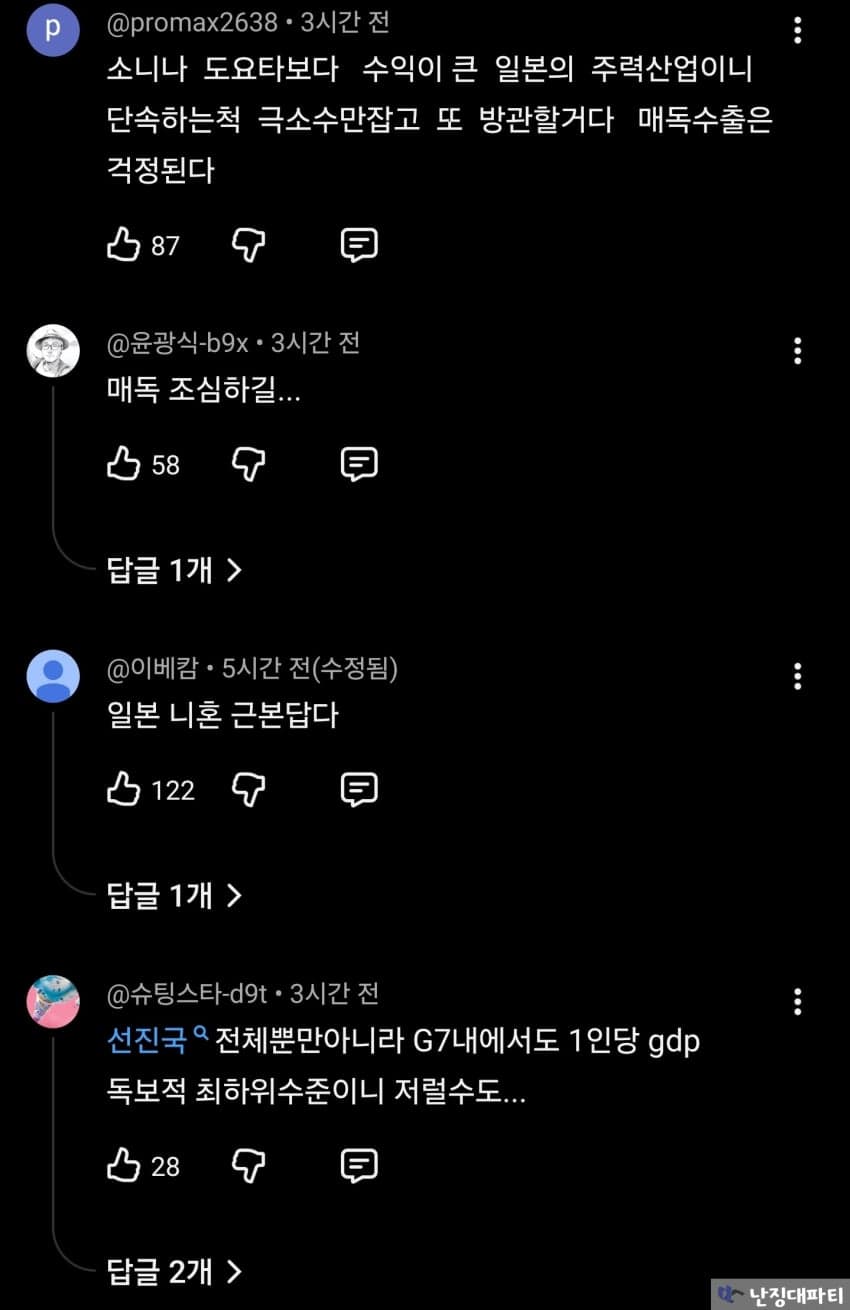 p
@promax2638 • 3시간 전
소니나 도요타보다 수익이 큰 일본의 주력산업이니
단속하는척 극소수만잡고 또 방관할거다 매독수출은
걱정된다
87
@윤광식-b9x • 3시간 전
매독 조심하길...
58
답글 1개
@이베캄 • 5시간 전(수정됨)
일본 니혼 근본답다
122
답글 1개
@슈팅스타-d9t • 3시간 전
선진국 전체뿐만아니라 G7내에서도 1인당 gdp
독보적 최하위수준이니 저럴수도...
28
답글 2개
난징대파티